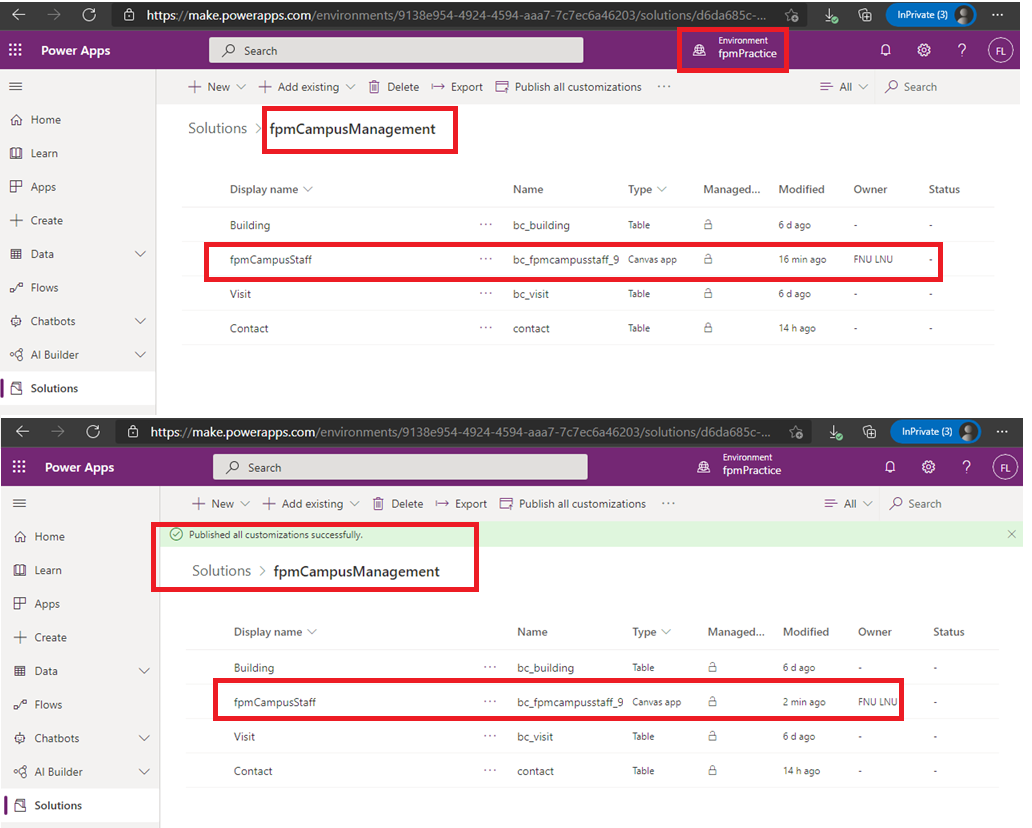 https://make.powerapps.com/environments/9138e954-4924-4594-aaa7-7c7ec6a46203/solutions/d6da685c-... InPrivate (3)
Power Apps Search Environment fpmPractice FL
New Add existing Delete Export Publish all customizations ... All Search
Solutions > fpmCampusManagement
Home
Learn
Apps
Create
Data
Flows
Chatbots
AI Builder
Solutions
Display name Name Type Managed... Modified Owner Status
Building ... bc_building Table 6 d ago - -
fpmCampusStaff ... bc_fpmcampusstaff_9 Canvas app 16 min ago FNU LNU -
Visit ... bc_visit Table 6 d ago - -
Contact ... contact Table 14 h ago - -
https://make.powerapps.com/environments/9138e954-4924-4594-aaa7-7c7ec6a46203/solutions/d6da685c-... InPrivate (3)
Power Apps Search Environment fpmPractice FL
New Add existing Delete Export Publish all customizations ... All Search
Published all customizations successfully.
Solutions > fpmCampusManagement
Home
Learn
Apps
Create
Data
Flows
Chatbots
AI Builder
Solutions
Display name Name Type Managed... Modified Owner Status
Building ... bc_building Table 6 d ago - -
fpmCampusStaff ... bc_fpmcampusstaff_9 Canvas app 2 min ago FNU LNU -
Visit ... bc_visit Table 6 d ago - -
Contact ... contact Table 14 h ago - -